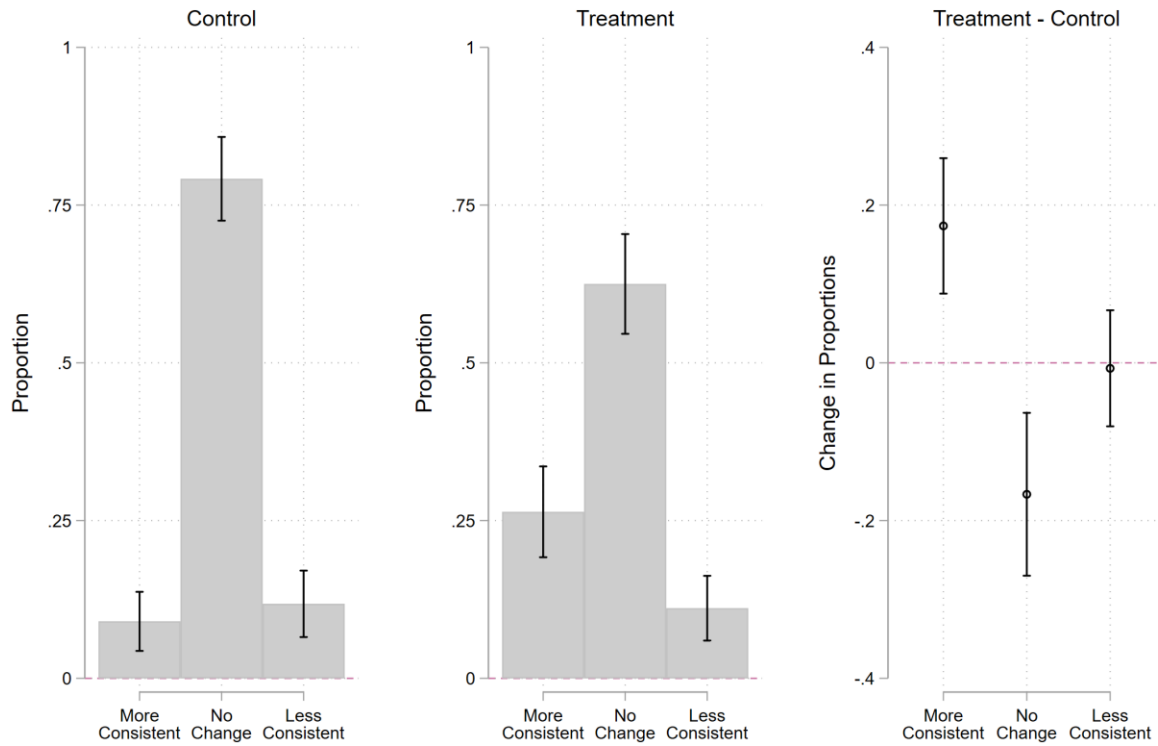 Control
Proportion
1
.75
.5
.25
0
More
Consistent
No
Change
Less
Consistent
Treatment
Proportion
1
.75
.5
.25
0
More
Consistent
No
Change
Less
Consistent
Treatment - Control
Change in Proportions
.4
.2
0
-.2
-.4
More
Consistent
No
Change
Less
Consistent